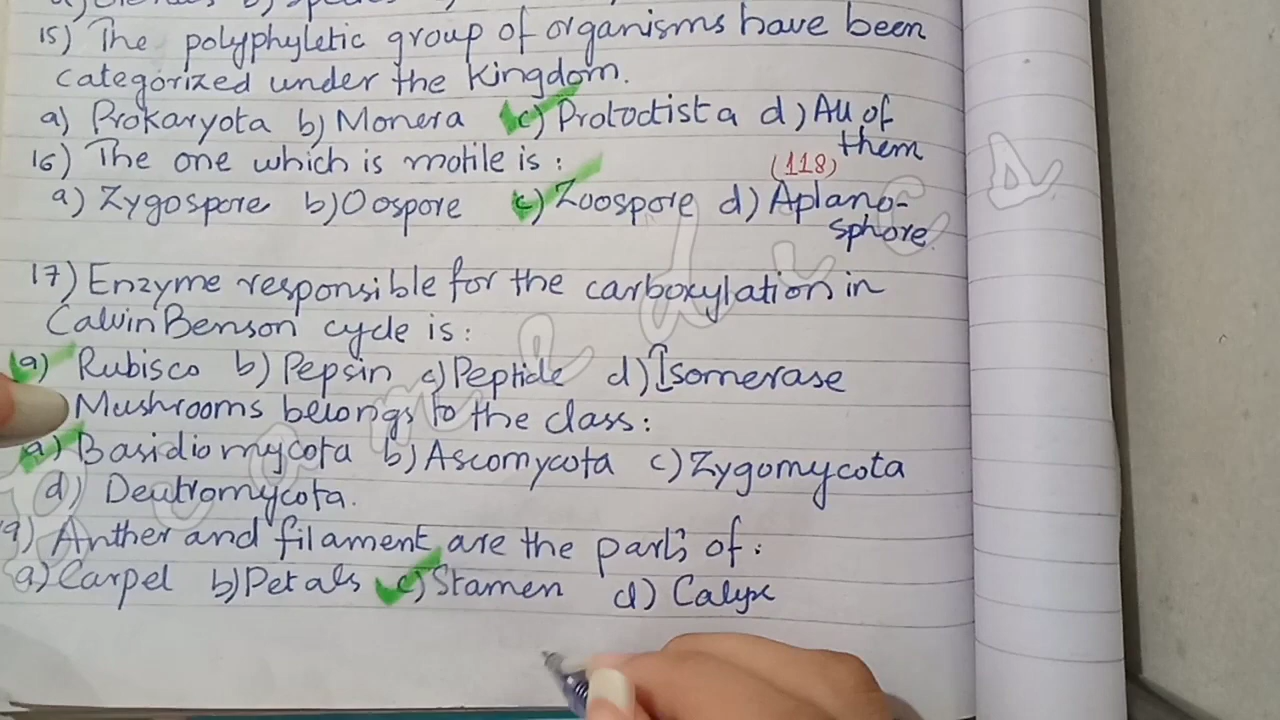 15) The polyphyletic group of organisms have been
categorized under the kingdom.
a) Prokaryota b) Monera c) Protoctista d) All of
them
16) The one which is motile is : (118)
a) Zygospore b) Oospore c) Zoospore d) Aplano-
sphore
17) Enzyme responsible for the carboxylation in
Calvin Benson cycle is :
a) Rubisco b) Pepsin c) Peptide d) Isomerase
Mushrooms belongs to the class :
a) Basidiomycota b) Ascomycota c) Zygomycota
d) Deutromycota.
19) Anther and filament are the parts of :
a) Carpel b) Petals c) Stamen d) Calyx